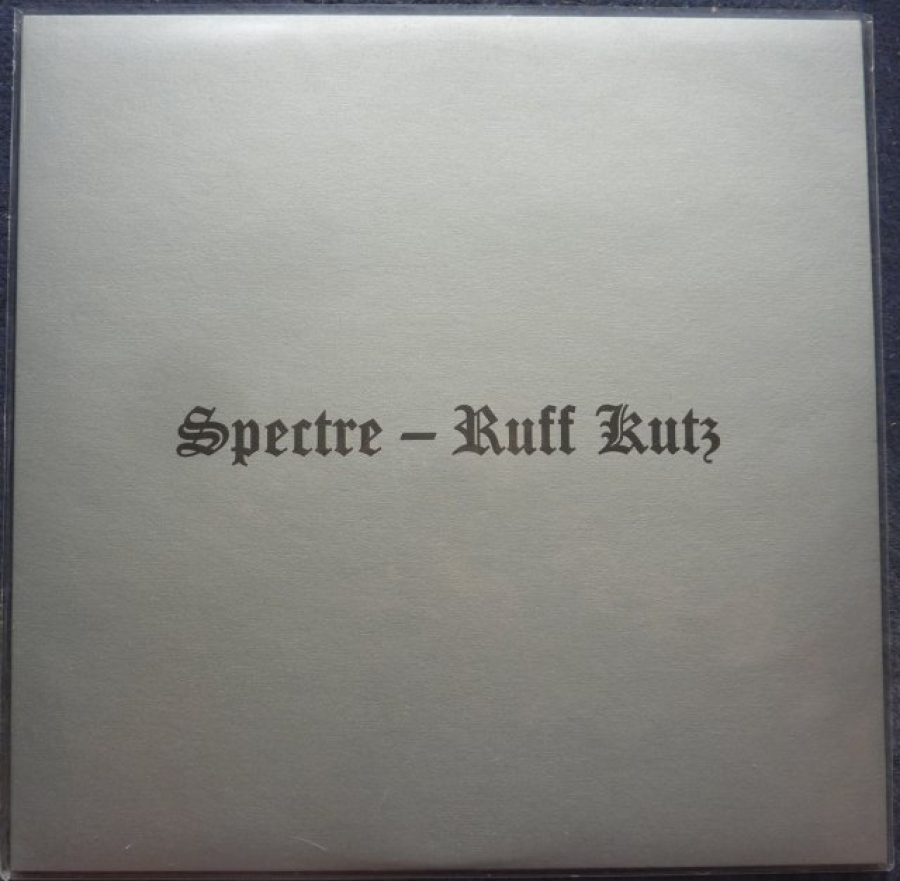 Spectre – Ruff Kutz